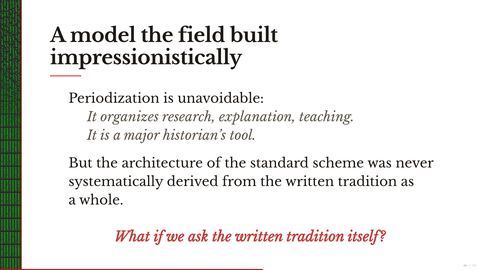 A model the field built
impressionistically
Periodization is unavoidable:
It organizes research, explanation, teaching.
It is a major historian's tool.
But the architecture of the standard scheme was never
systematically derived from the written tradition as
a whole.
What if we ask the written tradition itself?